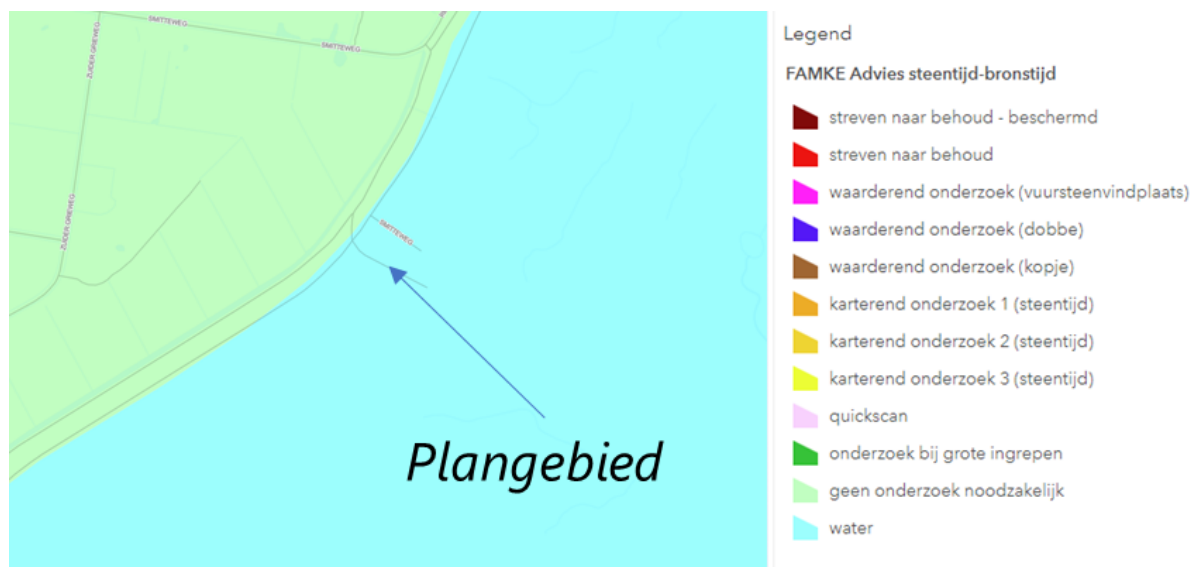 SMITTEWEG
SMITTEWEG
ZUIDER GRIEWEG
ZUIDER GRIEWEG
SMITTEWEG
Plangebied
Legend
FAMKE Advies steentijd-bronstijd
streven naar behoud - beschermd
streven naar behoud
waarderend onderzoek (vuursteenvindplaats)
waarderend onderzoek (dobbe)
waarderend onderzoek (kopje)
karterend onderzoek 1 (steentijd)
karterend onderzoek 2 (steentijd)
karterend onderzoek 3 (steentijd)
quickscan
onderzoek bij grote ingrepen
geen onderzoek noodzakelijk
water